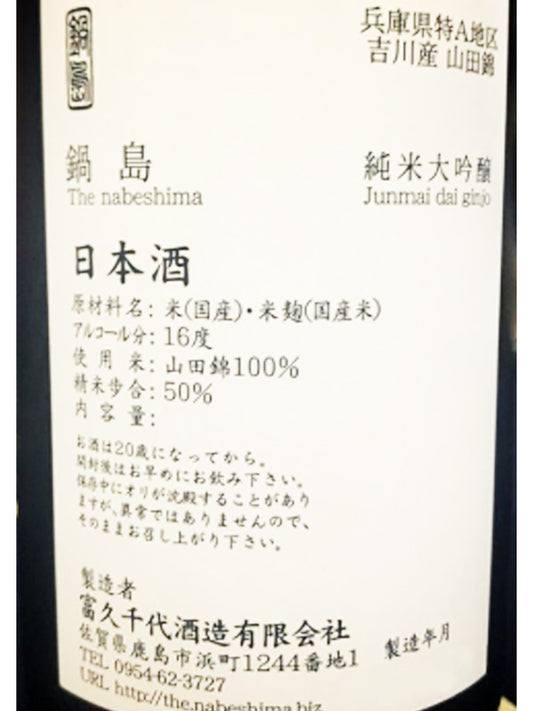 鍋島
兵庫県特A地区
吉川産 山田錦
鍋島
The nabeshima
純米大吟醸
Junmai dai ginjo
日本酒
原材料名：米(国産)・米麹(国産米)
アルコール分：16度
使用米：山田錦100%
精米歩合：50%
内容量：
お酒は20歳になってから。
開封後はお早めにお飲み下さい。
保存中にオリが沈殿することがあり
ますが、異常ではありませんので、
そのままお召し上がり下さい。
製造者
富久千代酒造有限会社
佐賀県鹿島市浜町1244番地1
製造年月
TEL 0954-62-3727
URL http://the.nabeshima.biz